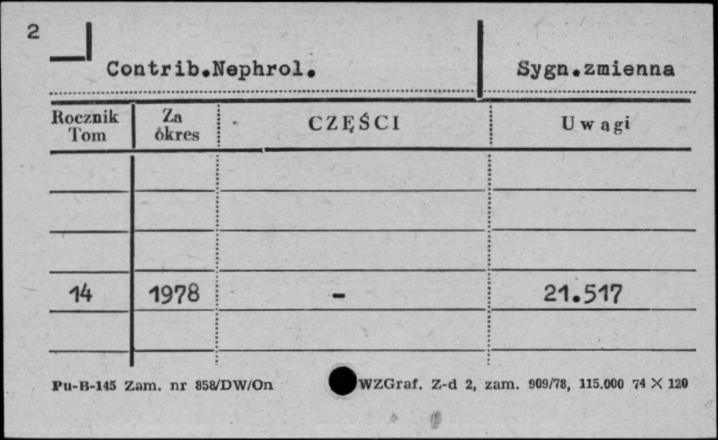 2
Contrib.Nephrol. Sygn.zmienna
Rocznik Tom Za okres CZĘŚCI Uwagi
14 1978 - 21.517
Pu-B-145 Zam. nr 858/DW/On WZGraf. Z-d 2, zam. 909/78, 115.000 74 X 120